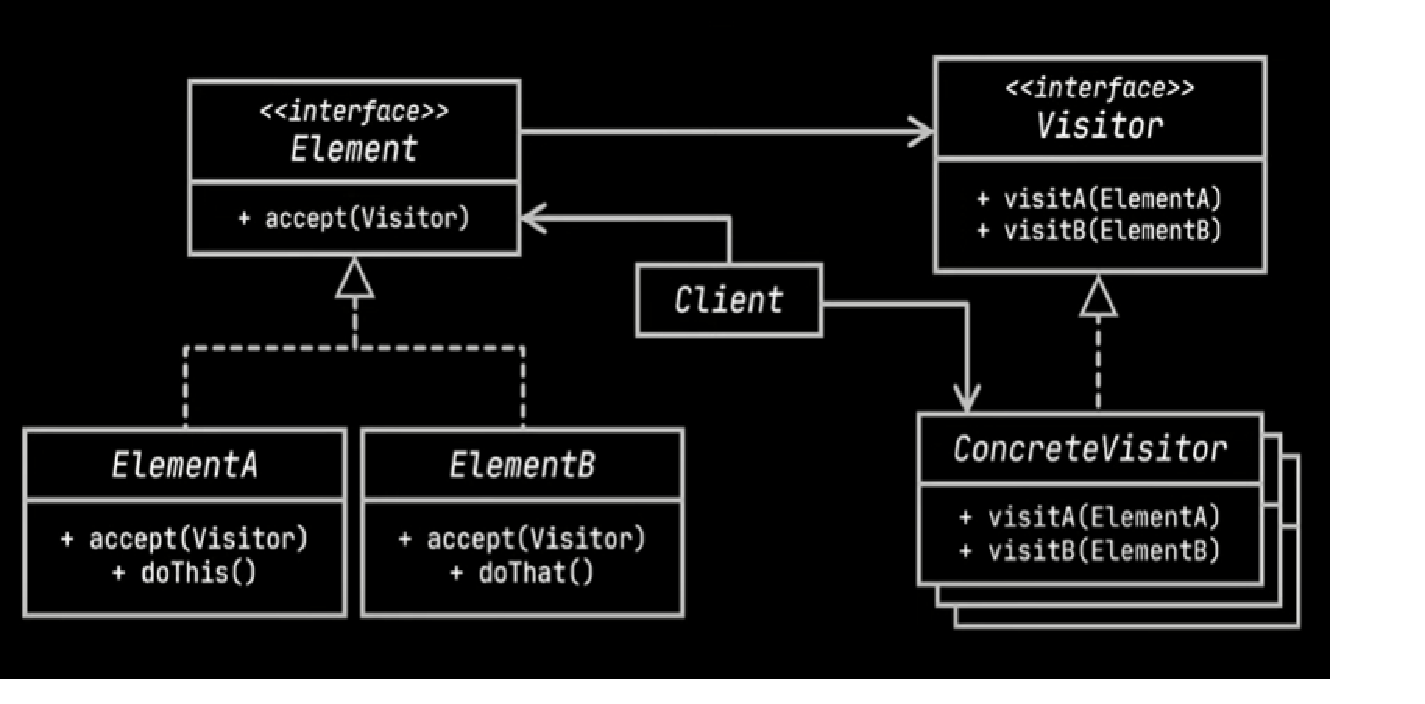 <<interface>>
Element
+ accept(Visitor)
<<interface>>
Visitor
+ visitA(ElementA)
+ visitB(ElementB)
Client
ElementA
+ accept(Visitor)
+ doThis()
ElementB
+ accept(Visitor)
+ doThat()
ConcreteVisitor
+ visitA(ElementA)
+ visitB(ElementB)